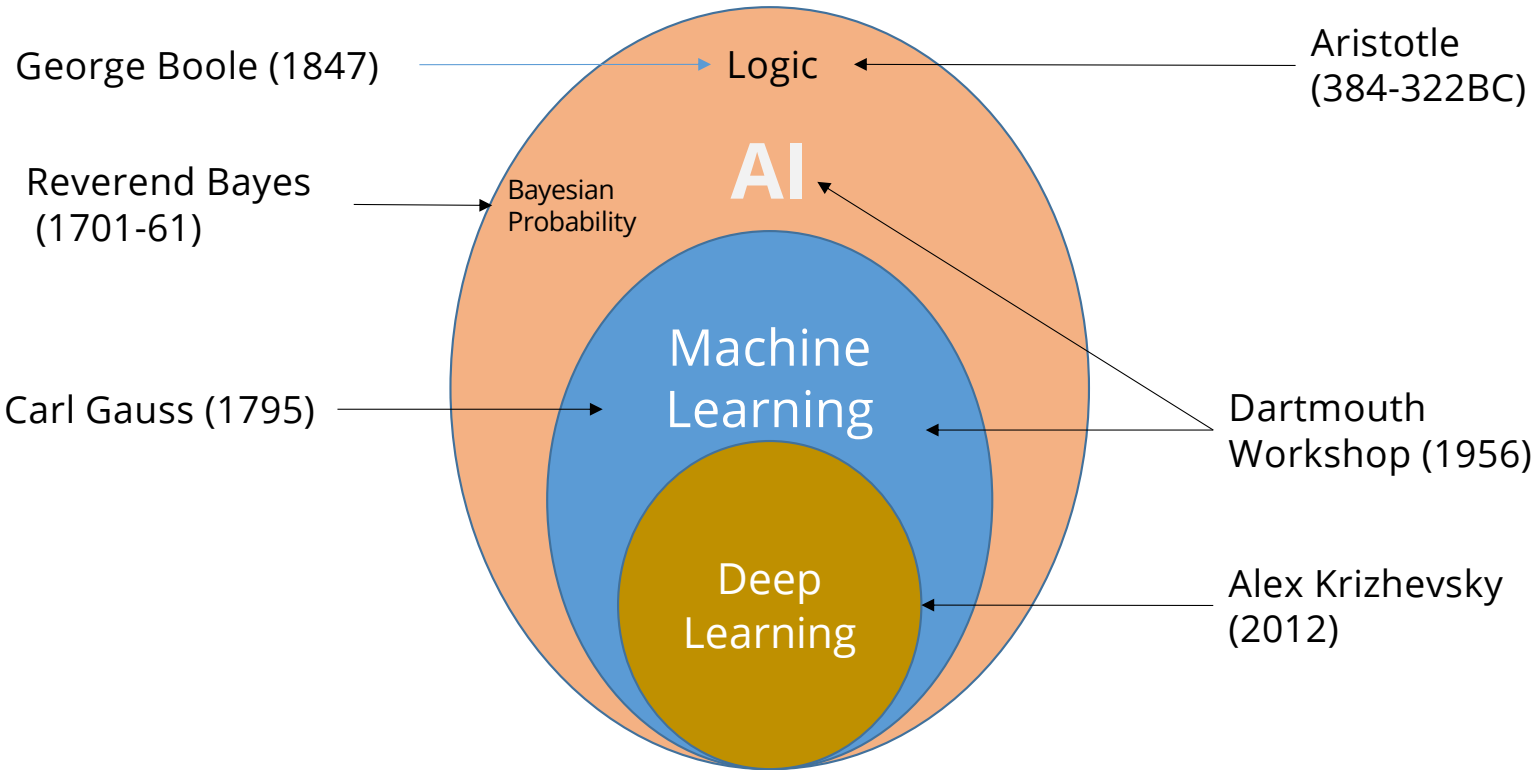 George Boole (1847)
Logic
Aristotle
(384-322BC)
AI
Reverend Bayes
(1701-61)
Bayesian
Probability
Machine
Learning
Carl Gauss (1795)
Dartmouth
Workshop (1956)
Deep
Learning
Alex Krizhevsky
(2012)